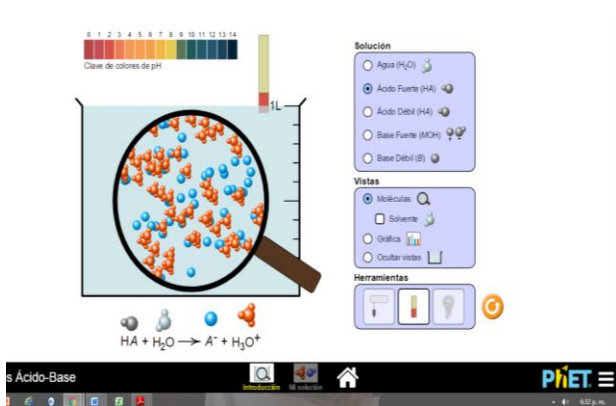 0 1 2 3 4 5 6 7 8 9 10 11 12 13 14
Clave de colores de pH
1L
HA + H₂O → A⁻ + H₃O⁺
Solución
Agua (H₂O)
Ácido Fuerte (HA)
Ácido Débil (HA)
Base Fuerte (MOH)
Base Débil (B)
Vistas
Moléculas
Solvente
Gráfica
Ocultar vistas
Herramientas
s Ácido-Base
Introducción
Mi solución
PhET
6:12 p.m.